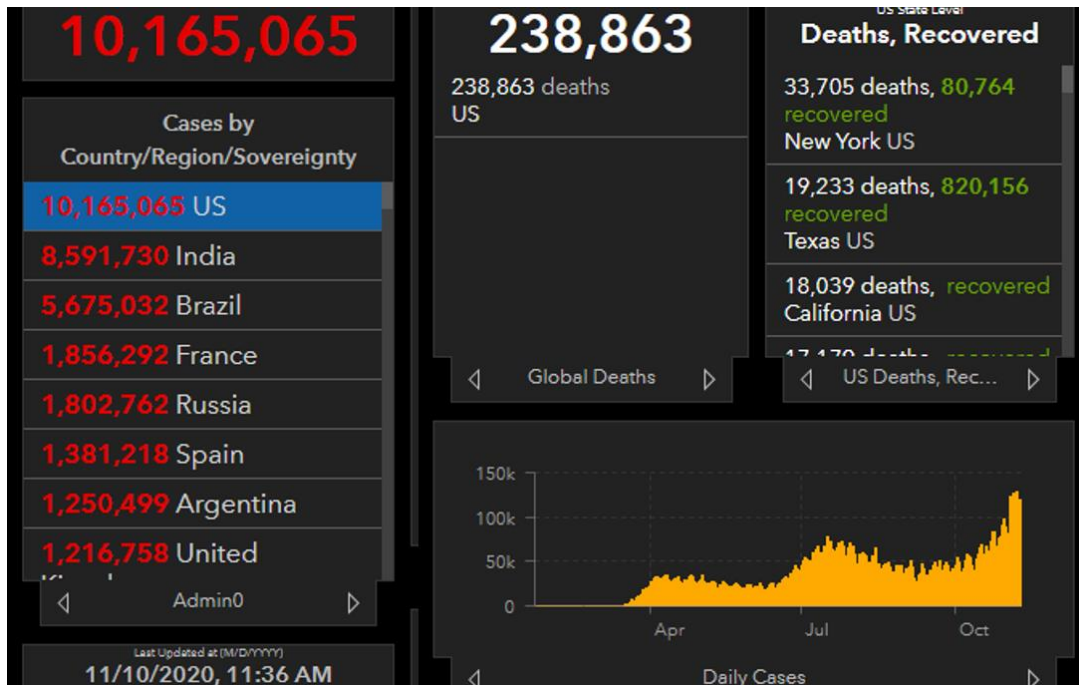 10,165,065
Cases by
Country/Region/Sovereignty
10,165,065 US
8,591,730 India
5,675,032 Brazil
1,856,292 France
1,802,762 Russia
1,381,218 Spain
1,250,499 Argentina
1,216,758 United
Admin0
Last Updated at (M/D/YYYY)
11/10/2020, 11:36 AM
238,863
238,863 deaths
US
Global Deaths
US State Level
Deaths, Recovered
33,705 deaths, 80,764
recovered
New York US
19,233 deaths, 820,156
recovered
Texas US
18,039 deaths, recovered
California US
US Deaths, Rec...
150k
100k
50k
0
Apr Jul Oct
Daily Cases